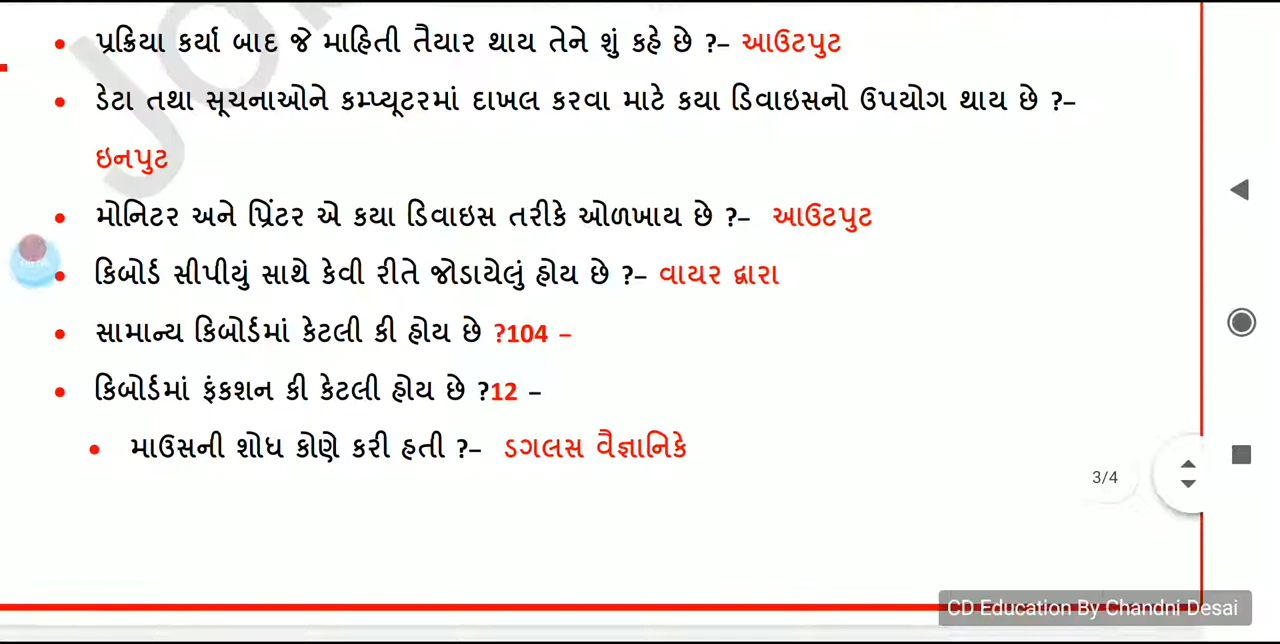 • પ્રક્રિયા કર્યા બાદ જે માહિતી તૈયાર થાય તેને શું કહે છે ?– આઉટપુટ
• ડેટા તથા સૂચનાઓને કમ્પ્યૂટરમાં દાખલ કરવા માટે કયા ડિવાઇસનો ઉપયોગ થાય છે ?–
ઇનપુટ
• મોનિટર અને પ્રિંટર એ કયા ડિવાઇસ તરીકે ઓળખાય છે ?– આઉટપુટ
• કિબોર્ડ સીપીયું સાથે કેવી રીતે જોડાયેલું હોય છે ?– વાયર દ્વારા
• સામાન્ય કિબોર્ડમાં કેટલી કી હોય છે ?104 –
• કિબોર્ડમાં ફંકશન કી કેટલી હોય છે ?12 –
• માઉસની શોધ કોણે કરી હતી ?– ડગલસ વૈજ્ઞાનિકે
3/4
CD Education By Chandni Desai